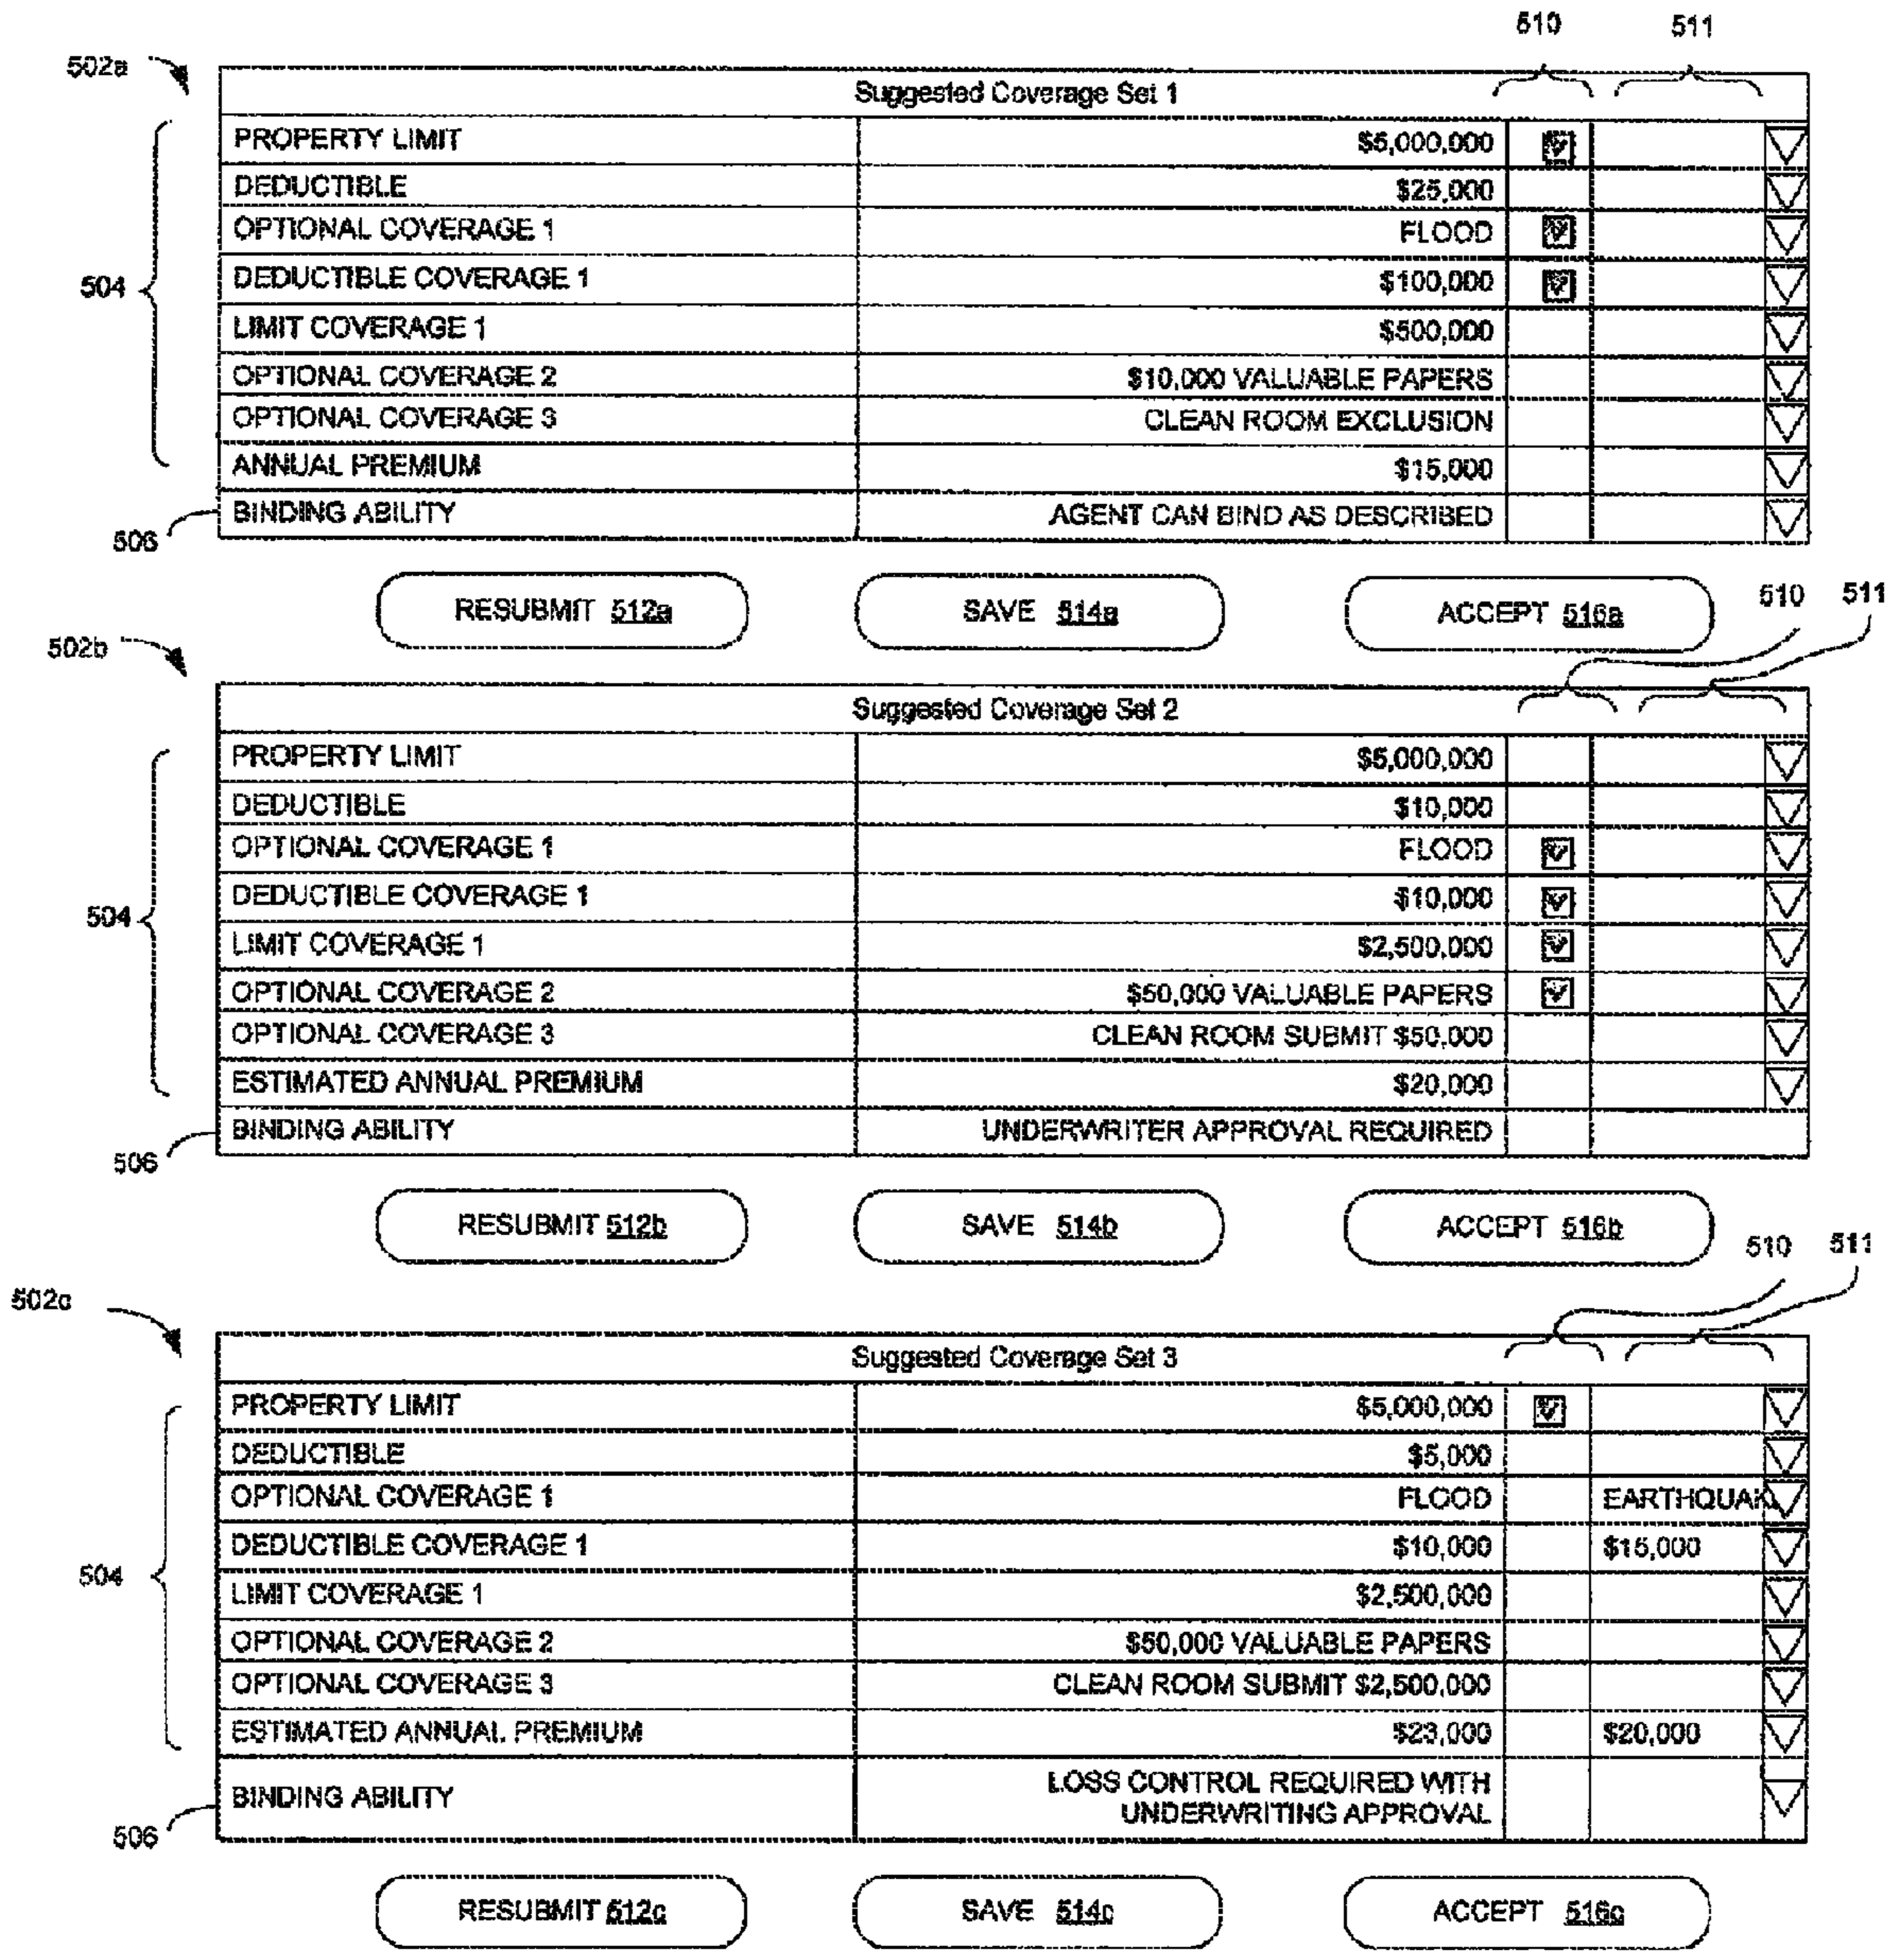 510 511
502a
Suggested Coverage Set 1
PROPERTY LIMIT $5,000,000
DEDUCTIBLE $25,000
OPTIONAL COVERAGE 1 FLOOD
504 DEDUCTIBLE COVERAGE 1 $100,000
LIMIT COVERAGE 1 $500,000
OPTIONAL COVERAGE 2 $10,000 VALUABLE PAPERS
OPTIONAL COVERAGE 3 CLEAN ROOM EXCLUSION
ANNUAL PREMIUM $15,000
506 BINDING ABILITY AGENT CAN BIND AS DESCRIBED
RESUBMIT 512a SAVE 514a ACCEPT 516a
510 511
502b
Suggested Coverage Set 2
PROPERTY LIMIT $5,000,000
DEDUCTIBLE $10,000
OPTIONAL COVERAGE 1 FLOOD
504 DEDUCTIBLE COVERAGE 1 $10,000
LIMIT COVERAGE 1 $2,500,000
OPTIONAL COVERAGE 2 $50,000 VALUABLE PAPERS
OPTIONAL COVERAGE 3 CLEAN ROOM SUBMIT $50,000
ESTIMATED ANNUAL PREMIUM $20,000
506 BINDING ABILITY UNDERWRITER APPROVAL REQUIRED
RESUBMIT 512b SAVE 514b ACCEPT 516b
510 511
502c
Suggested Coverage Set 3
PROPERTY LIMIT $5,000,000
DEDUCTIBLE $5,000
OPTIONAL COVERAGE 1 FLOOD EARTHQUAK
DEDUCTIBLE COVERAGE 1 $10,000 $15,000
504 LIMIT COVERAGE 1 $2,500,000
OPTIONAL COVERAGE 2 $50,000 VALUABLE PAPERS
OPTIONAL COVERAGE 3 CLEAN ROOM SUBMIT $2,500,000
ESTIMATED ANNUAL PREMIUM $23,000 $20,000
506 BINDING ABILITY LOSS CONTROL REQUIRED WITH
UNDERWRITING APPROVAL
RESUBMIT 512c SAVE 514c ACCEPT 516c